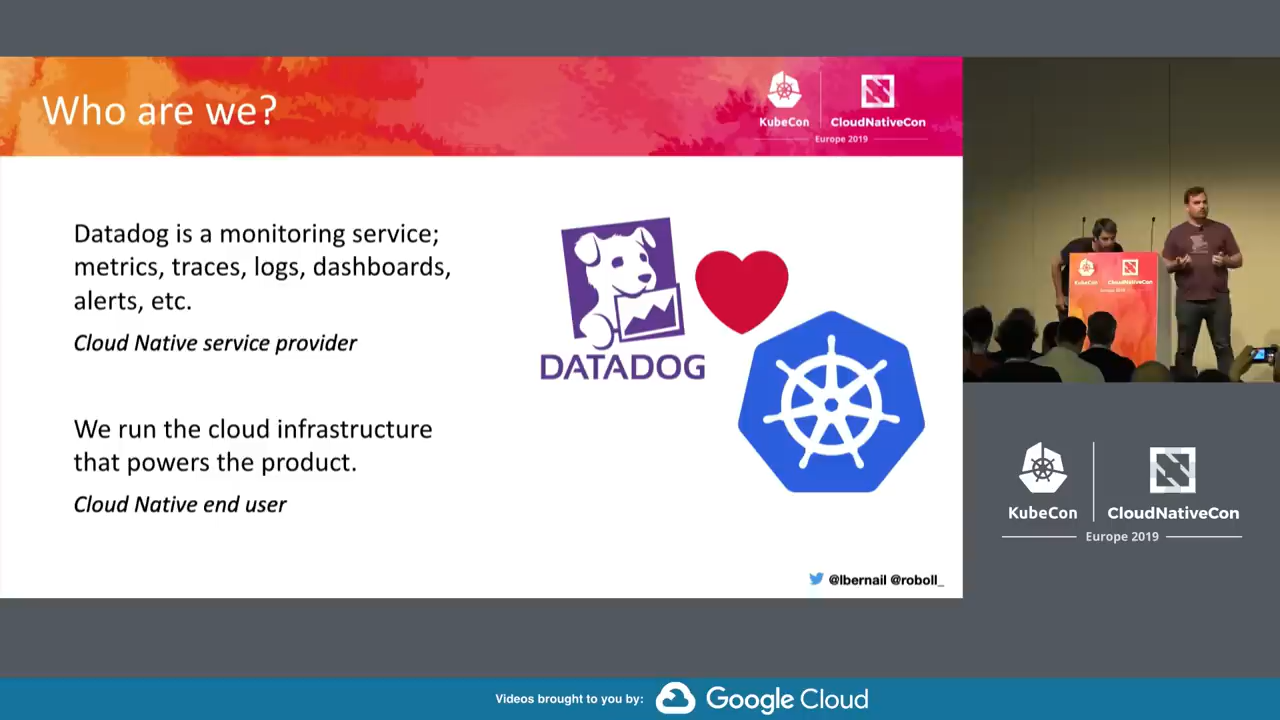 Who are we?
KubeCon
CloudNativeCon
Europe 2019
Datadog is a monitoring service;
metrics, traces, logs, dashboards,
alerts, etc.
Cloud Native service provider
We run the cloud infrastructure
that powers the product.
Cloud Native end user
DATADOG
@lbernail @roboll_
KubeCon
CloudNativeCon
Europe 2019
Videos brought to you by:
Google Cloud